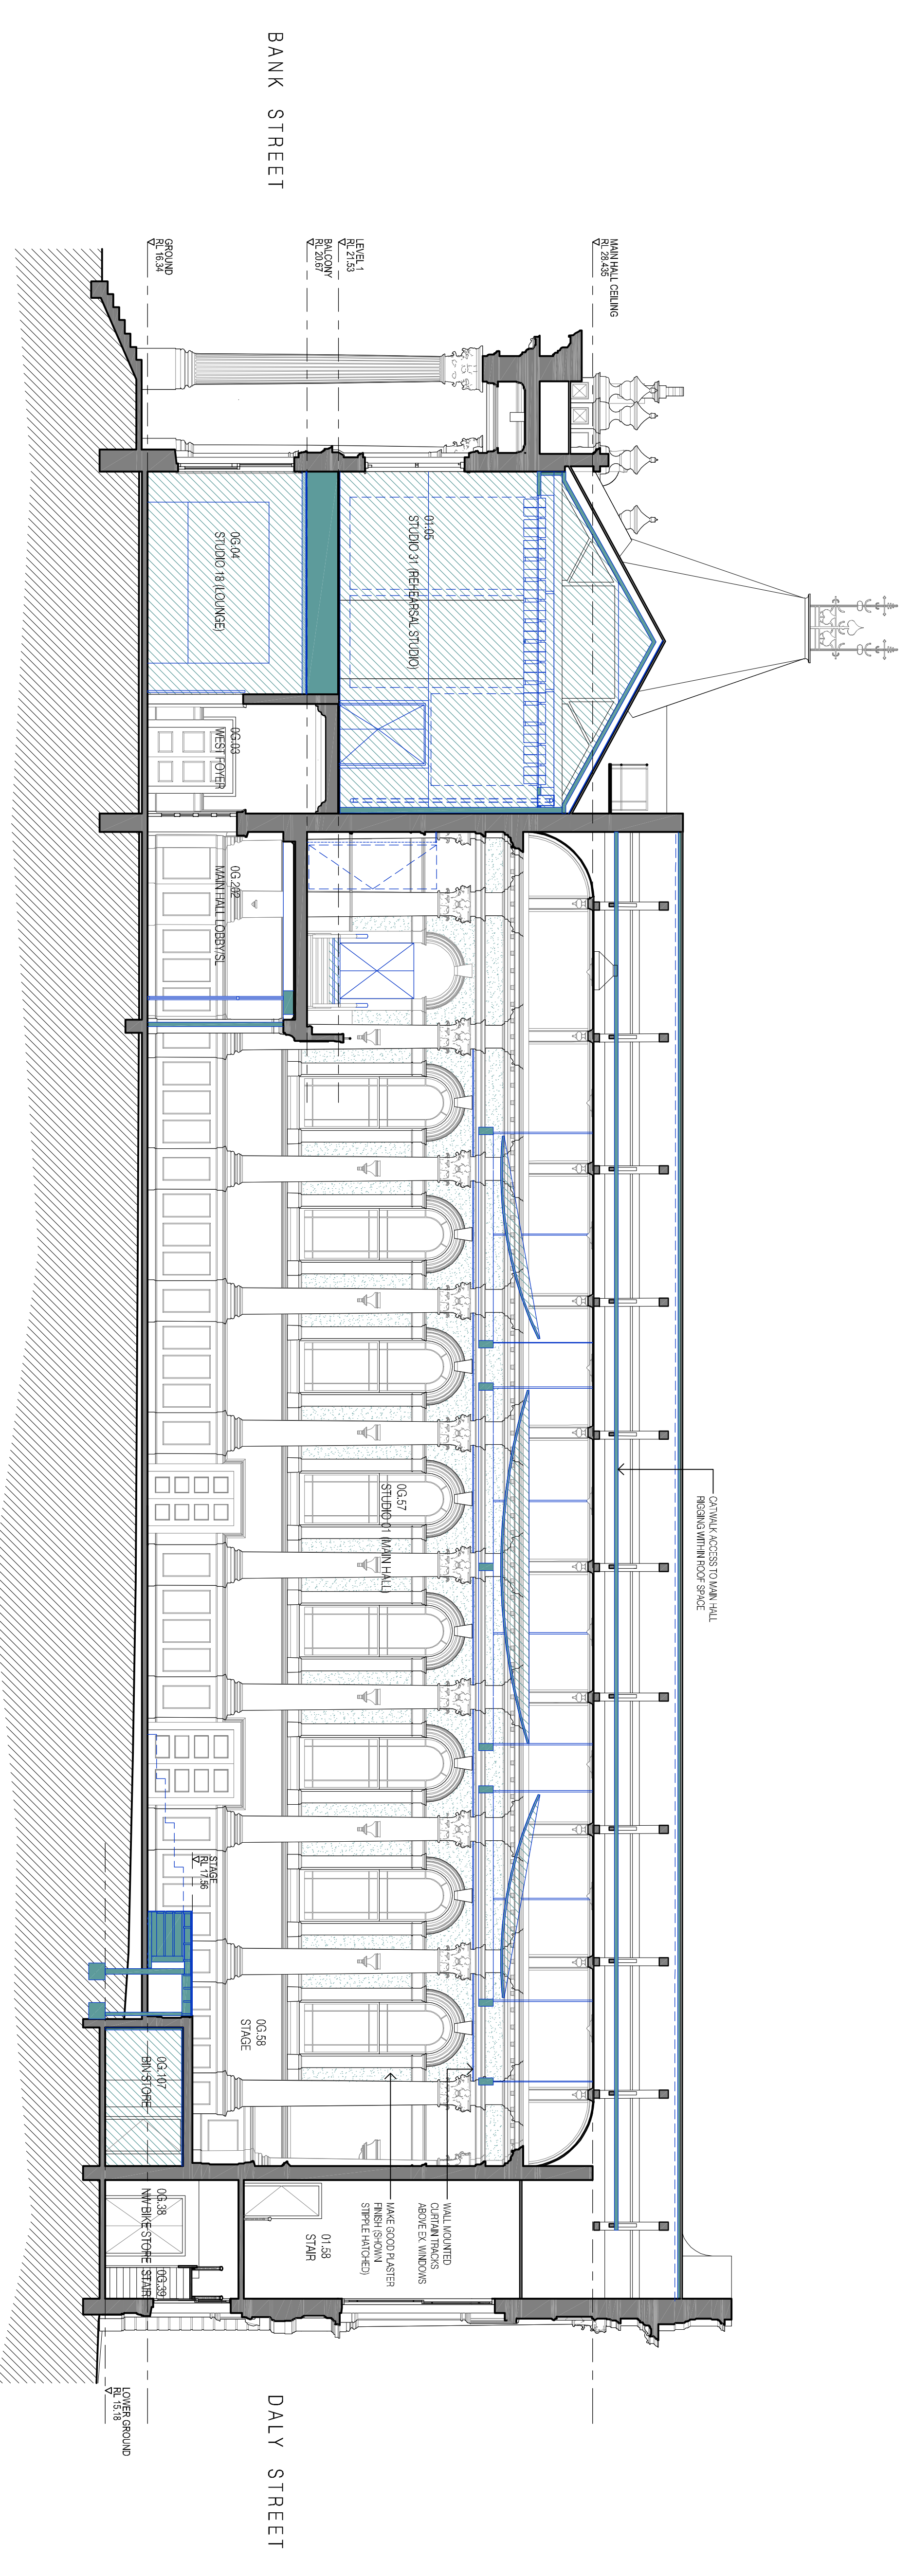 BANK STREET
MAIN HALL CEILING
RL 28.435
LEVEL 1
RL 21.53
BALCONY
RL 20.67
GROUND
RL 16.34
01.05
STUDIO 31 (REHEARSAL STUDIO)
0G.04
STUDIO 18 (LOUNGE)
0G.03
WEST FOYER
0G.202
MAIN HALL LOBBY/SL
CATWALK ACCESS TO MAIN HALL
RIGGING WITHIN ROOF SPACE
0G.57
STUDIO 01 (MAIN HALL)
STAGE
RL 17.56
0G.58
STAGE
0G.107
BIN STORE
WALL MOUNTED
CURTAIN TRACKS
ABOVE EX. WINDOWS
MAKE GOOD PLASTER
FINISH (SHOWN
STIPPLE HATCHED)
01.58
STAIR
0G.38
NW BIKE STORE
0G.39
STAIR
LOWER GROUND
RL 15.18
DALY STREET